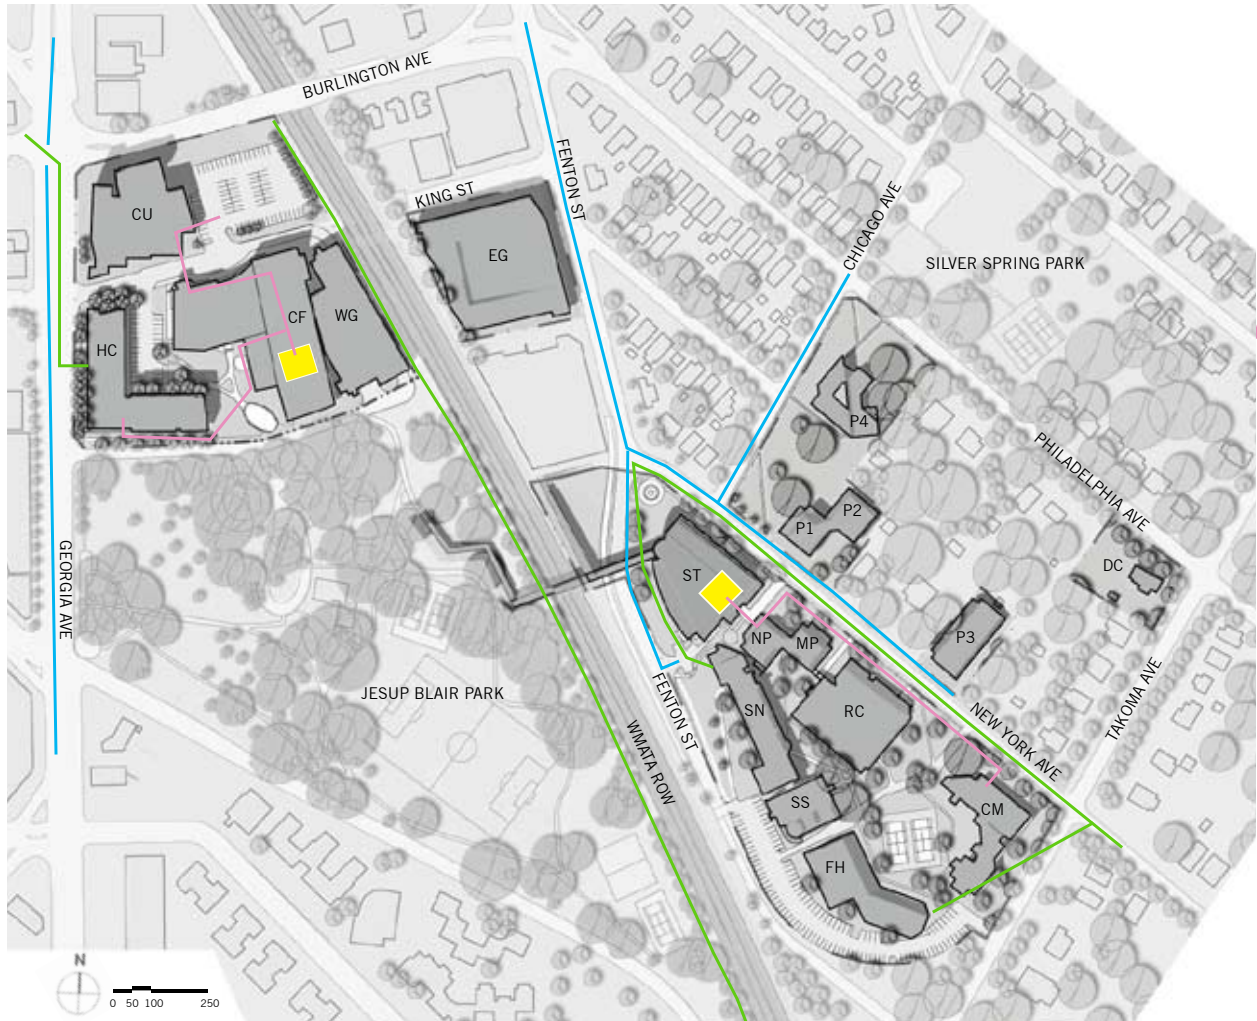 BURLINGTON AVE
FENTON ST
KING ST
CHICAGO AVE
CU
EG
SILVER SPRING PARK
CF
WG
HC
P4
PHILADELPHIA AVE
P1
P2
GEORGIA AVE
ST
DC
NP
MP
P3
JESUP BLAIR PARK
FENTON ST
SN
RC
TAKOMA AVE
NEW YORK AVE
WMATA ROW
SS
CM
FH
N
0 50 100 250